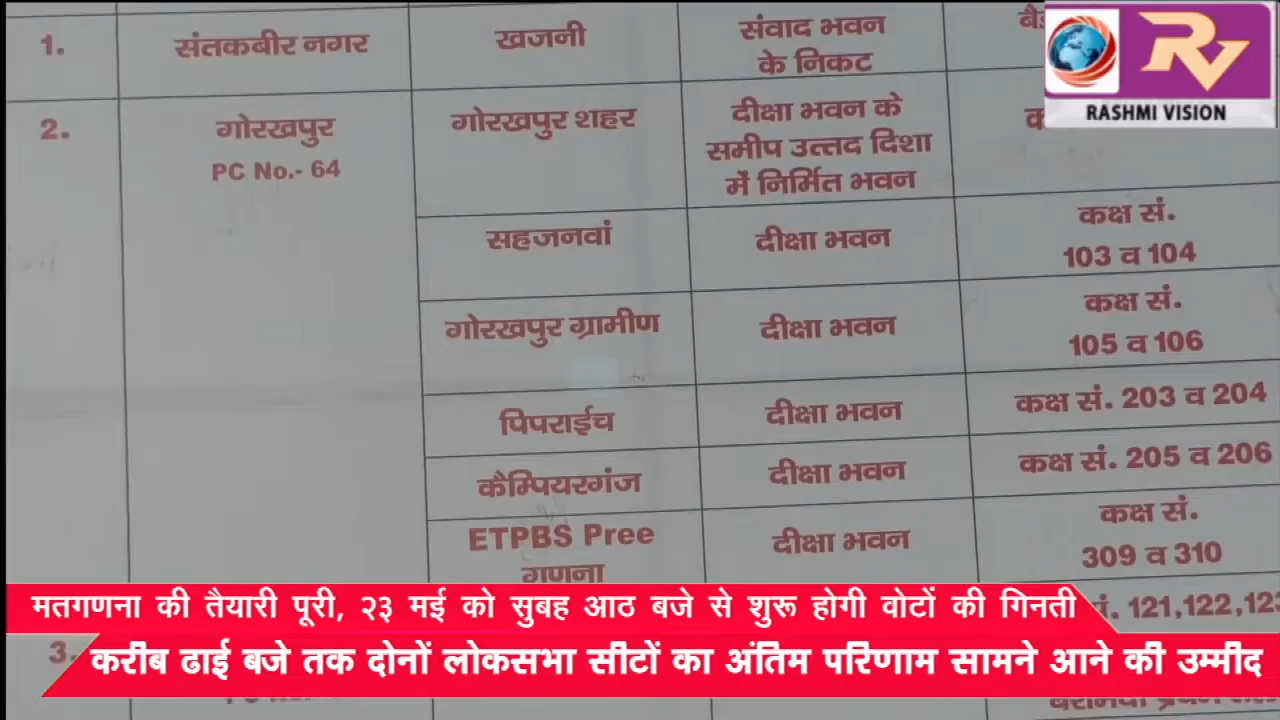 1.
संतकबीर नगर
खजनी
संवाद भवन
के निकट
RASHMI VISION
2.
गोरखपुर
PC No.- 64
गोरखपुर शहर
दीक्षा भवन के
समीप उत्तद दिशा
में निर्मित भवन
सहजनवां
दीक्षा भवन
कक्ष सं.
103 व 104
गोरखपुर ग्रामीण
दीक्षा भवन
कक्ष सं.
105 व 106
पिपराईच
दीक्षा भवन
कक्ष सं. 203 व 204
कैम्पियरगंज
दीक्षा भवन
कक्ष सं. 205 व 206
ETPBS Pree
गणना
दीक्षा भवन
कक्ष सं.
309 व 310
121,122,123
3.
मतगणना की तैयारी पूरी, २३ मई को सुबह आठ बजे से शुरू होगी वोटों की गिनती
करीब ढाई बजे तक दोनों लोकसभा सीटों का अंतिम परिणाम सामने आने की उम्मीद